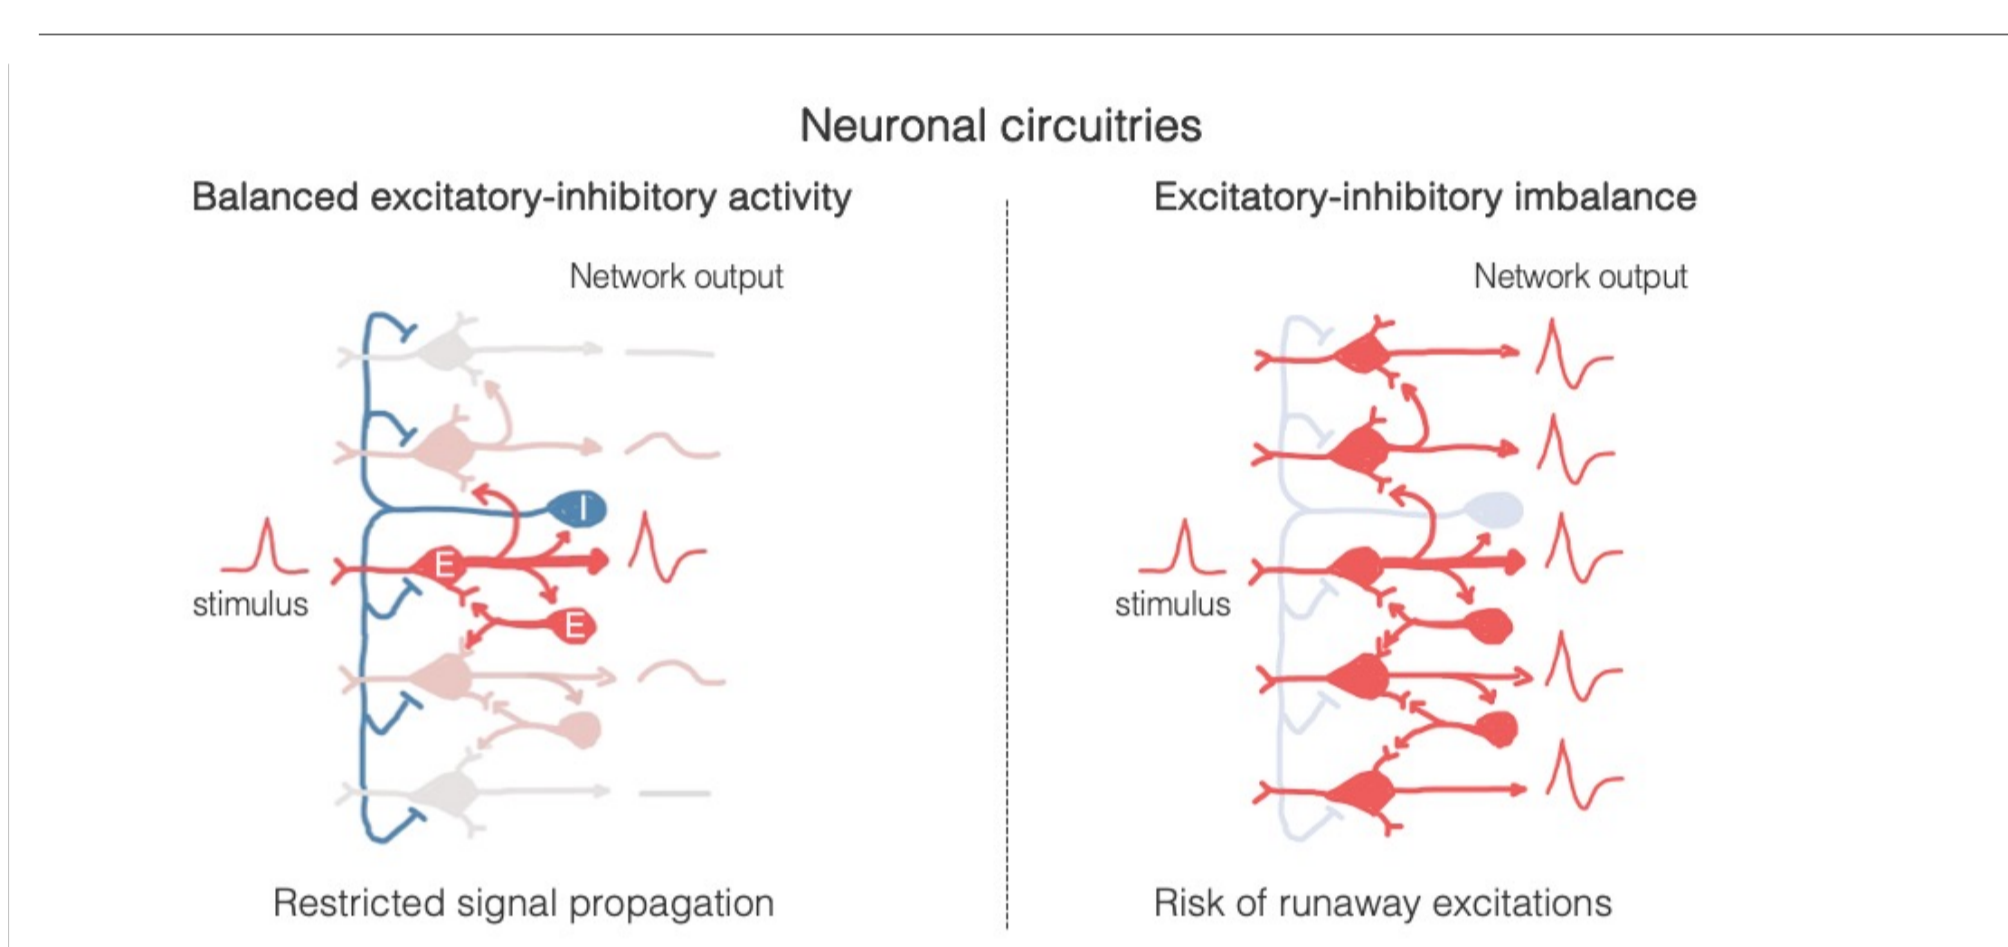 Neuronal circuitries
Balanced excitatory-inhibitory activity
Network output
I
E
stimulus
E
Restricted signal propagation
Excitatory-inhibitory imbalance
Network output
stimulus
Risk of runaway excitations